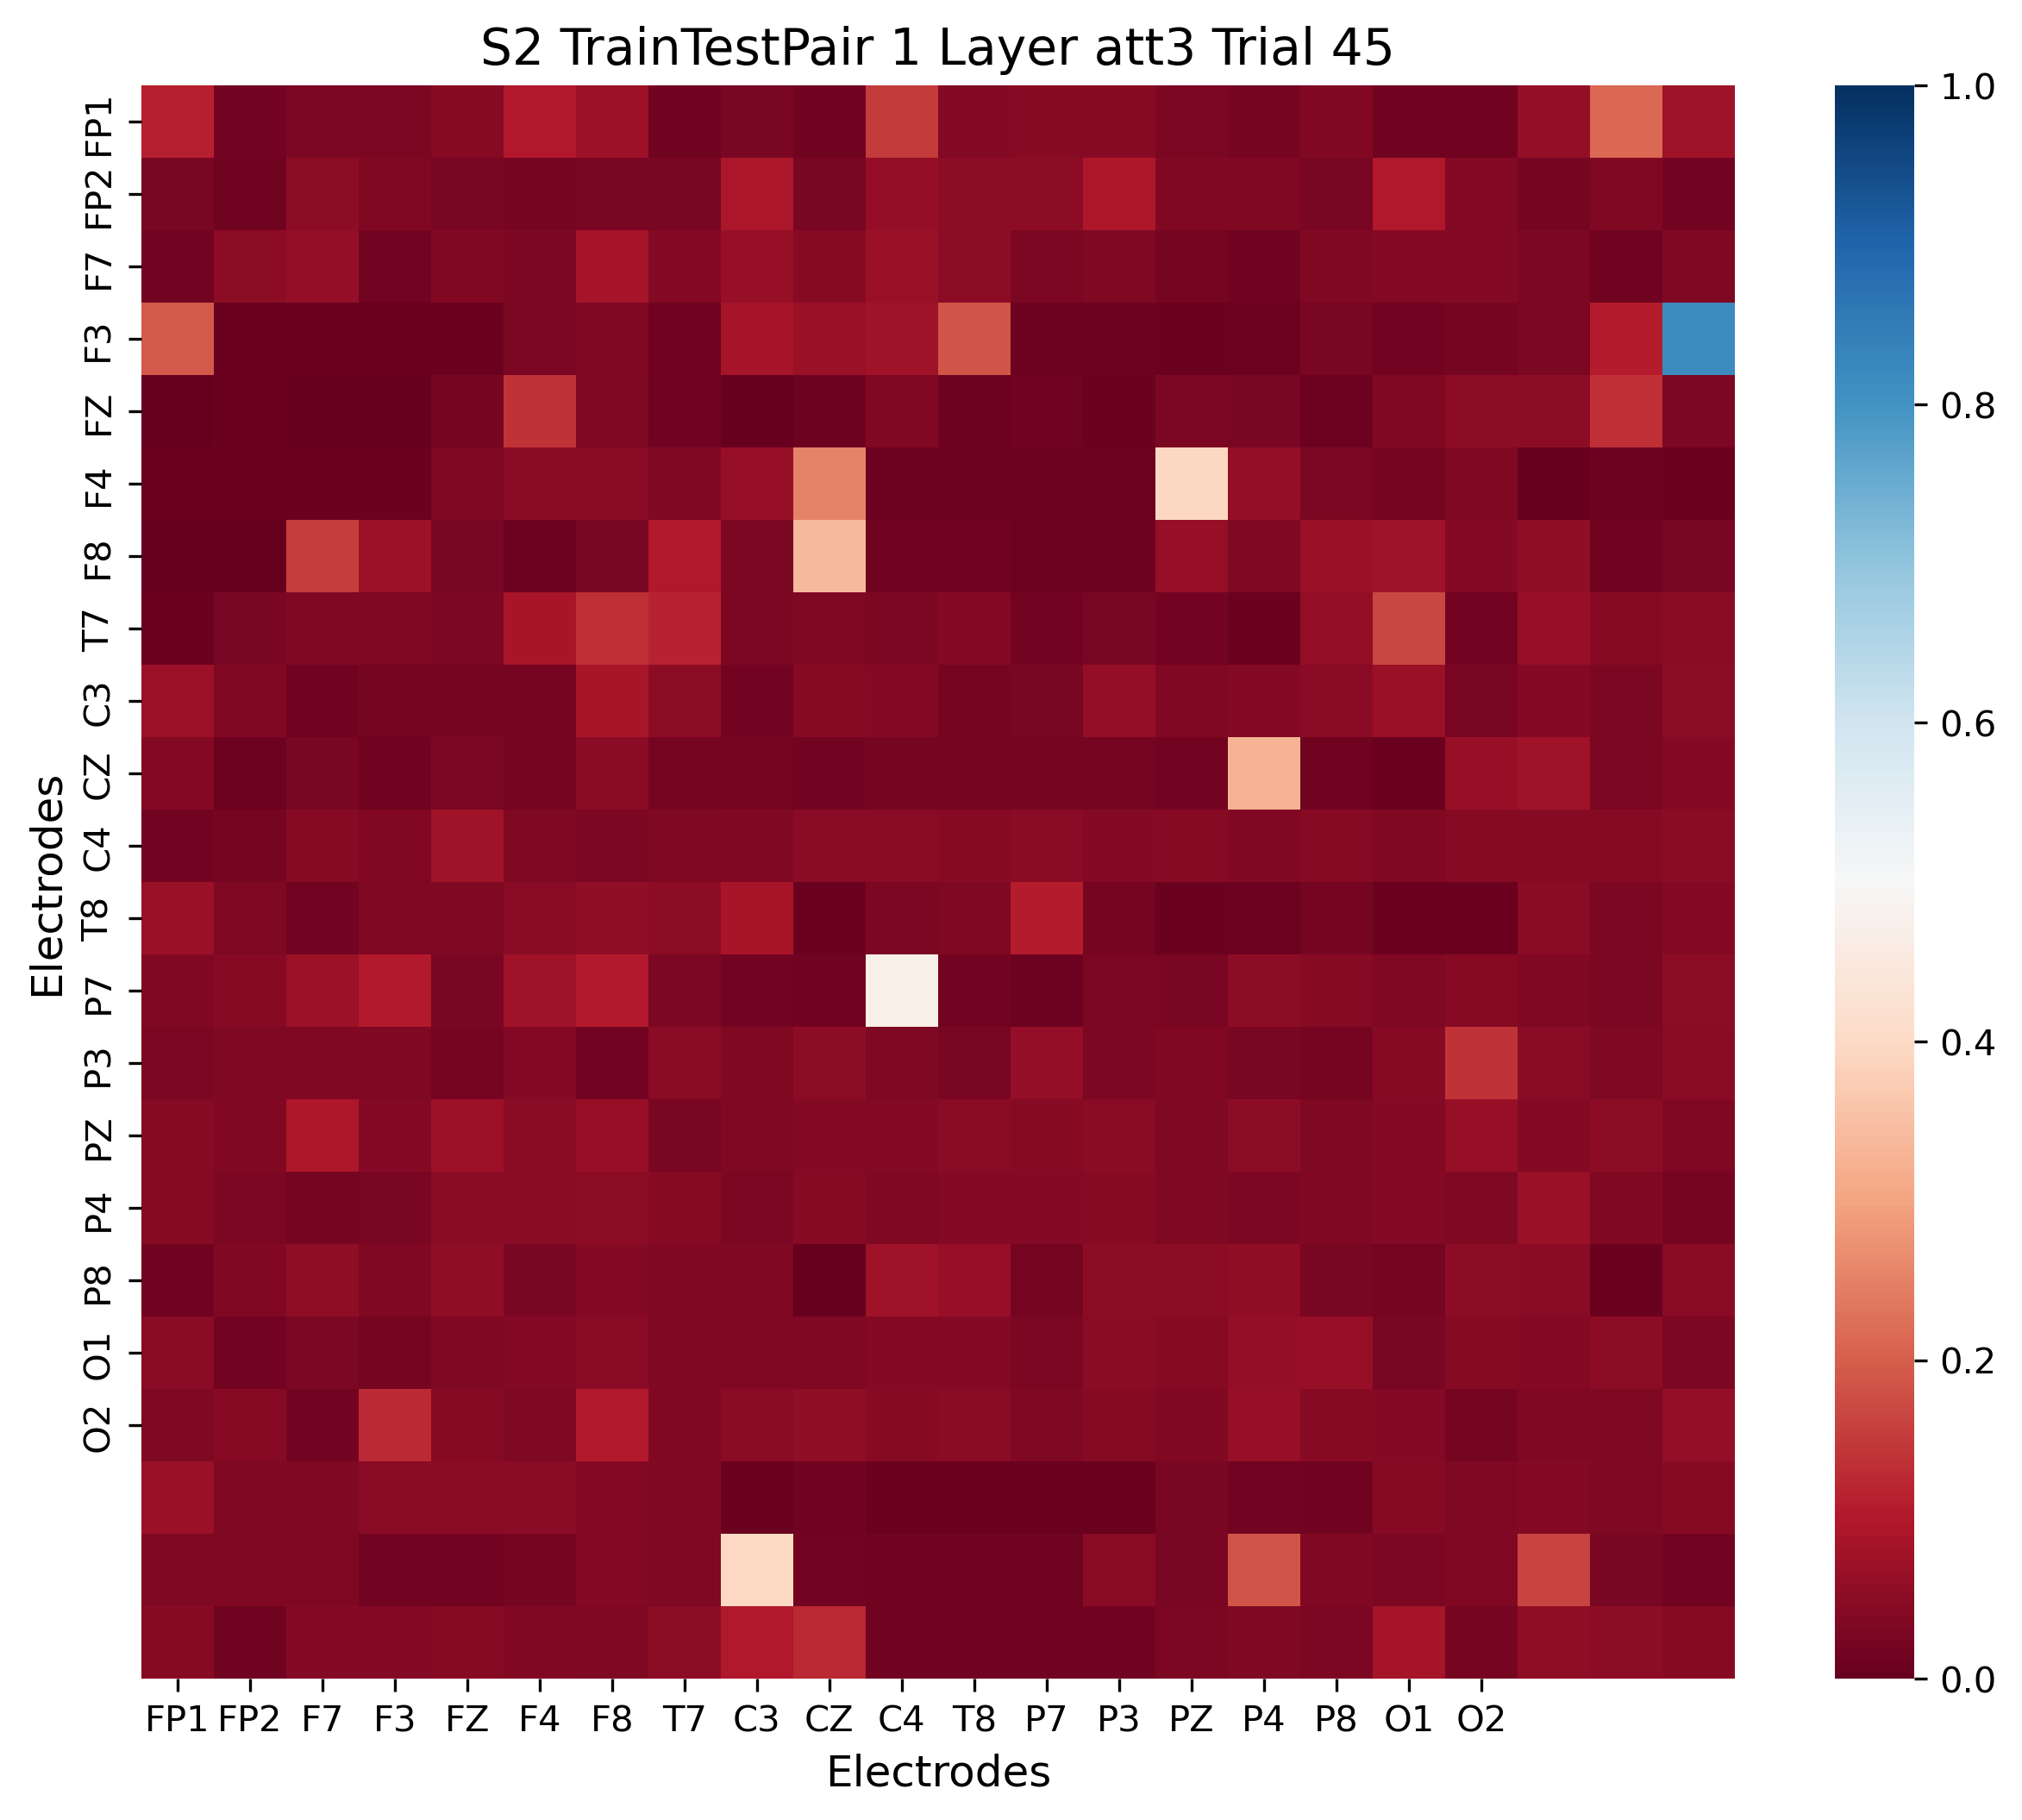 S2 TrainTestPair 1 Layer att3 Trial 45
Electrodes
FP1
FP2
F7
F3
FZ
F4
F8
T7
C3
CZ
C4
T8
P7
P3
PZ
P4
P8
O1
O2
FP1 FP2 F7 F3 FZ F4 F8 T7 C3 CZ C4 T8 P7 P3 PZ P4 P8 O1 O2
Electrodes
1.0
0.8
0.6
0.4
0.2
0.0